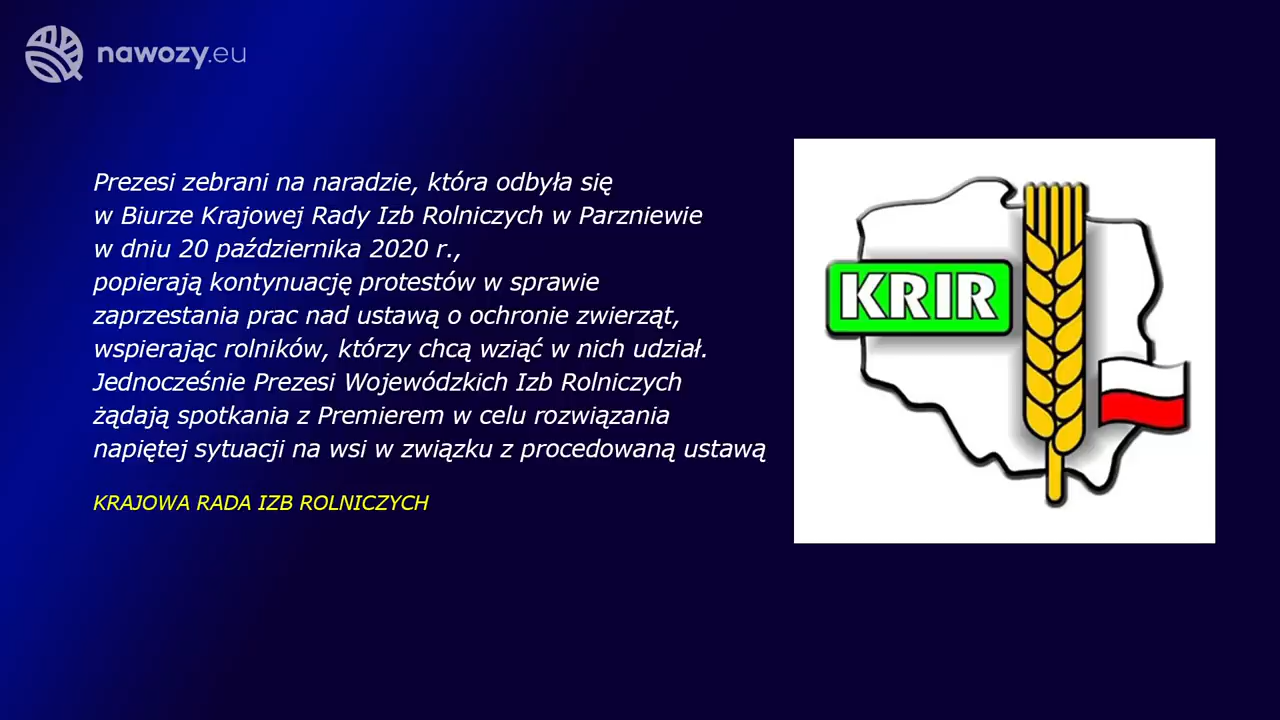 nawozy.eu
Prezesi zebrani na naradzie, która odbyła się
w Biurze Krajowej Rady Izb Rolniczych w Parzniewie
w dniu 20 października 2020 r.,
popierają kontynuację protestów w sprawie
zaprzestania prac nad ustawą o ochronie zwierząt,
wspierając rolników, którzy chcą wziąć w nich udział.
Jednocześnie Prezesi Wojewódzkich Izb Rolniczych
żądają spotkania z Premierem w celu rozwiązania
napiętej sytuacji na wsi w związku z procedowaną ustawą
KRAJOWA RADA IZB ROLNICZYCH
KRIR